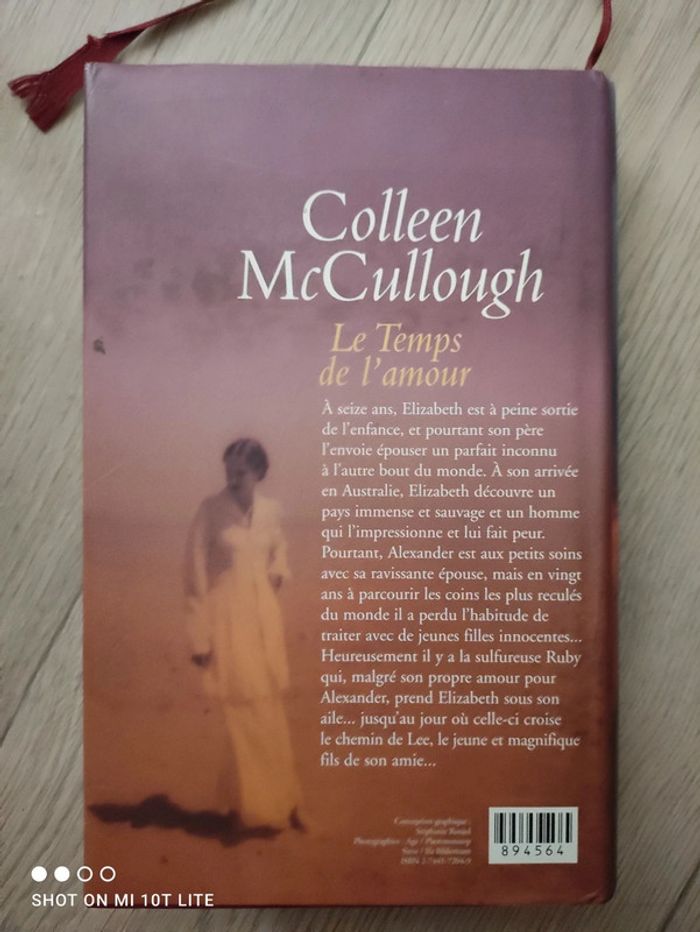 Colleen
McCullough
Le Temps
de l'amour
À seize ans, Elizabeth est à peine sortie
de l'enfance, et pourtant son père
l'envoie épouser un parfait inconnu
à l'autre bout du monde. À son arrivée
en Australie, Elizabeth découvre un
pays immense et sauvage et un homme
qui l'impressionne et lui fait peur.
Pourtant, Alexander est aux petits soins
avec sa ravissante épouse, mais en vingt
ans à parcourir les coins les plus reculés
du monde il a perdu l'habitude de
traiter avec de jeunes filles innocentes...
Heureusement il y a la sulfureuse Ruby
qui, malgré son propre amour pour
Alexander, prend Elizabeth sous son
aile... jusqu'au jour où celle-ci croise
le chemin de Lee, le jeune et magnifique
fils de son amie...
Conception graphique :
Photographies : Age /
ISBN
894564
SHOT ON MI 10T LITE